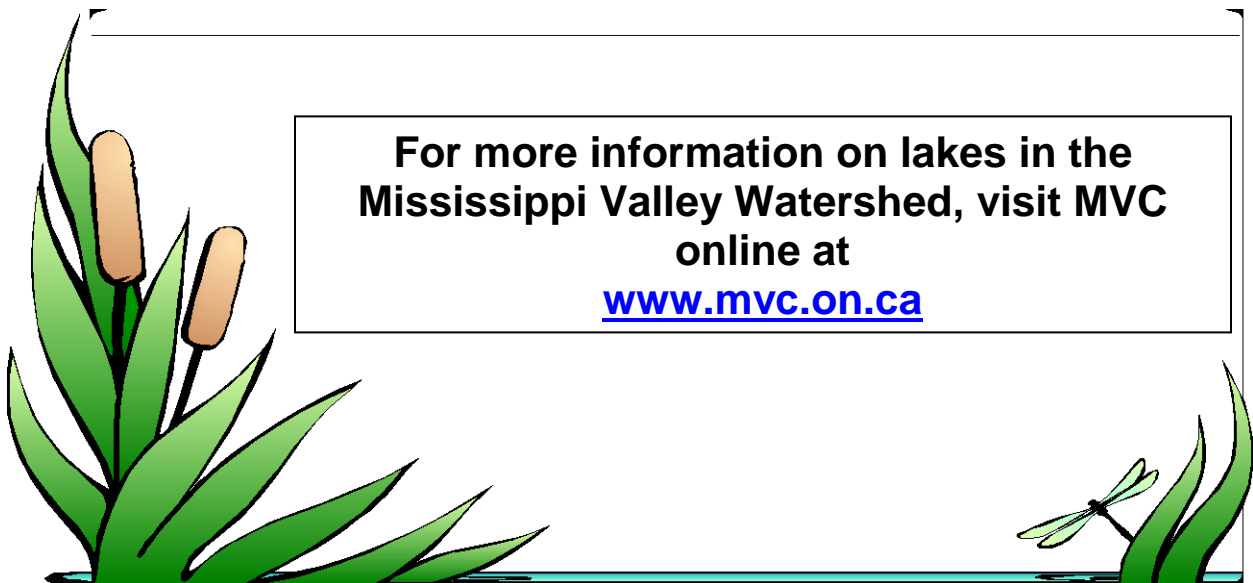 For more information on lakes in the
Mississippi Valley Watershed, visit MVC
online at
www.mvc.on.ca